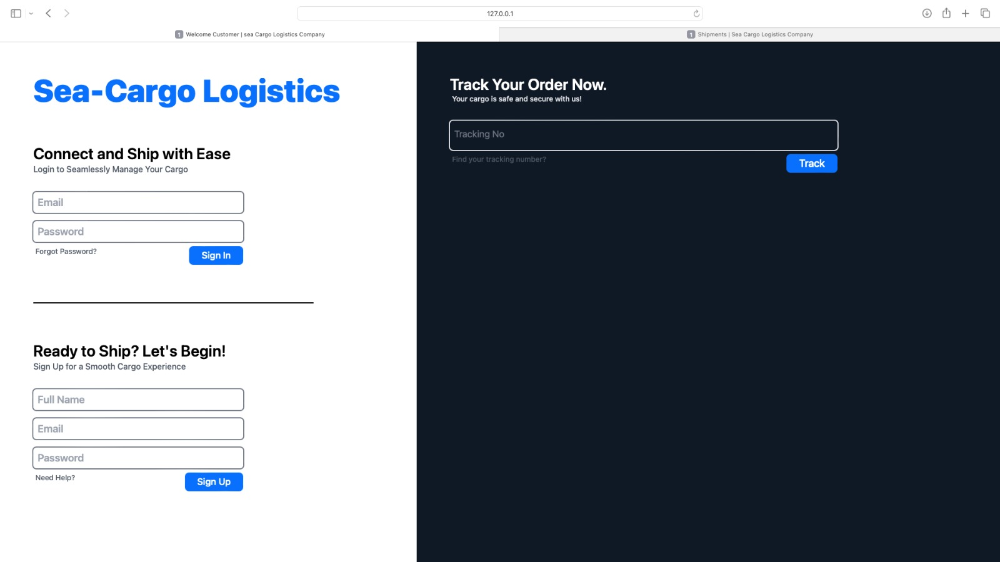 127.0.0.1
1 Welcome Customer | sea Cargo Logistics Company
1 Shipments | Sea Cargo Logistics Company
Sea-Cargo Logistics
Connect and Ship with Ease
Login to Seamlessly Manage Your Cargo
Email
Password
Forgot Password?
Sign In
Ready to Ship? Let's Begin!
Sign Up for a Smooth Cargo Experience
Full Name
Email
Password
Need Help?
Sign Up
Track Your Order Now.
Your cargo is safe and secure with us!
Tracking No
Find your tracking number?
Track